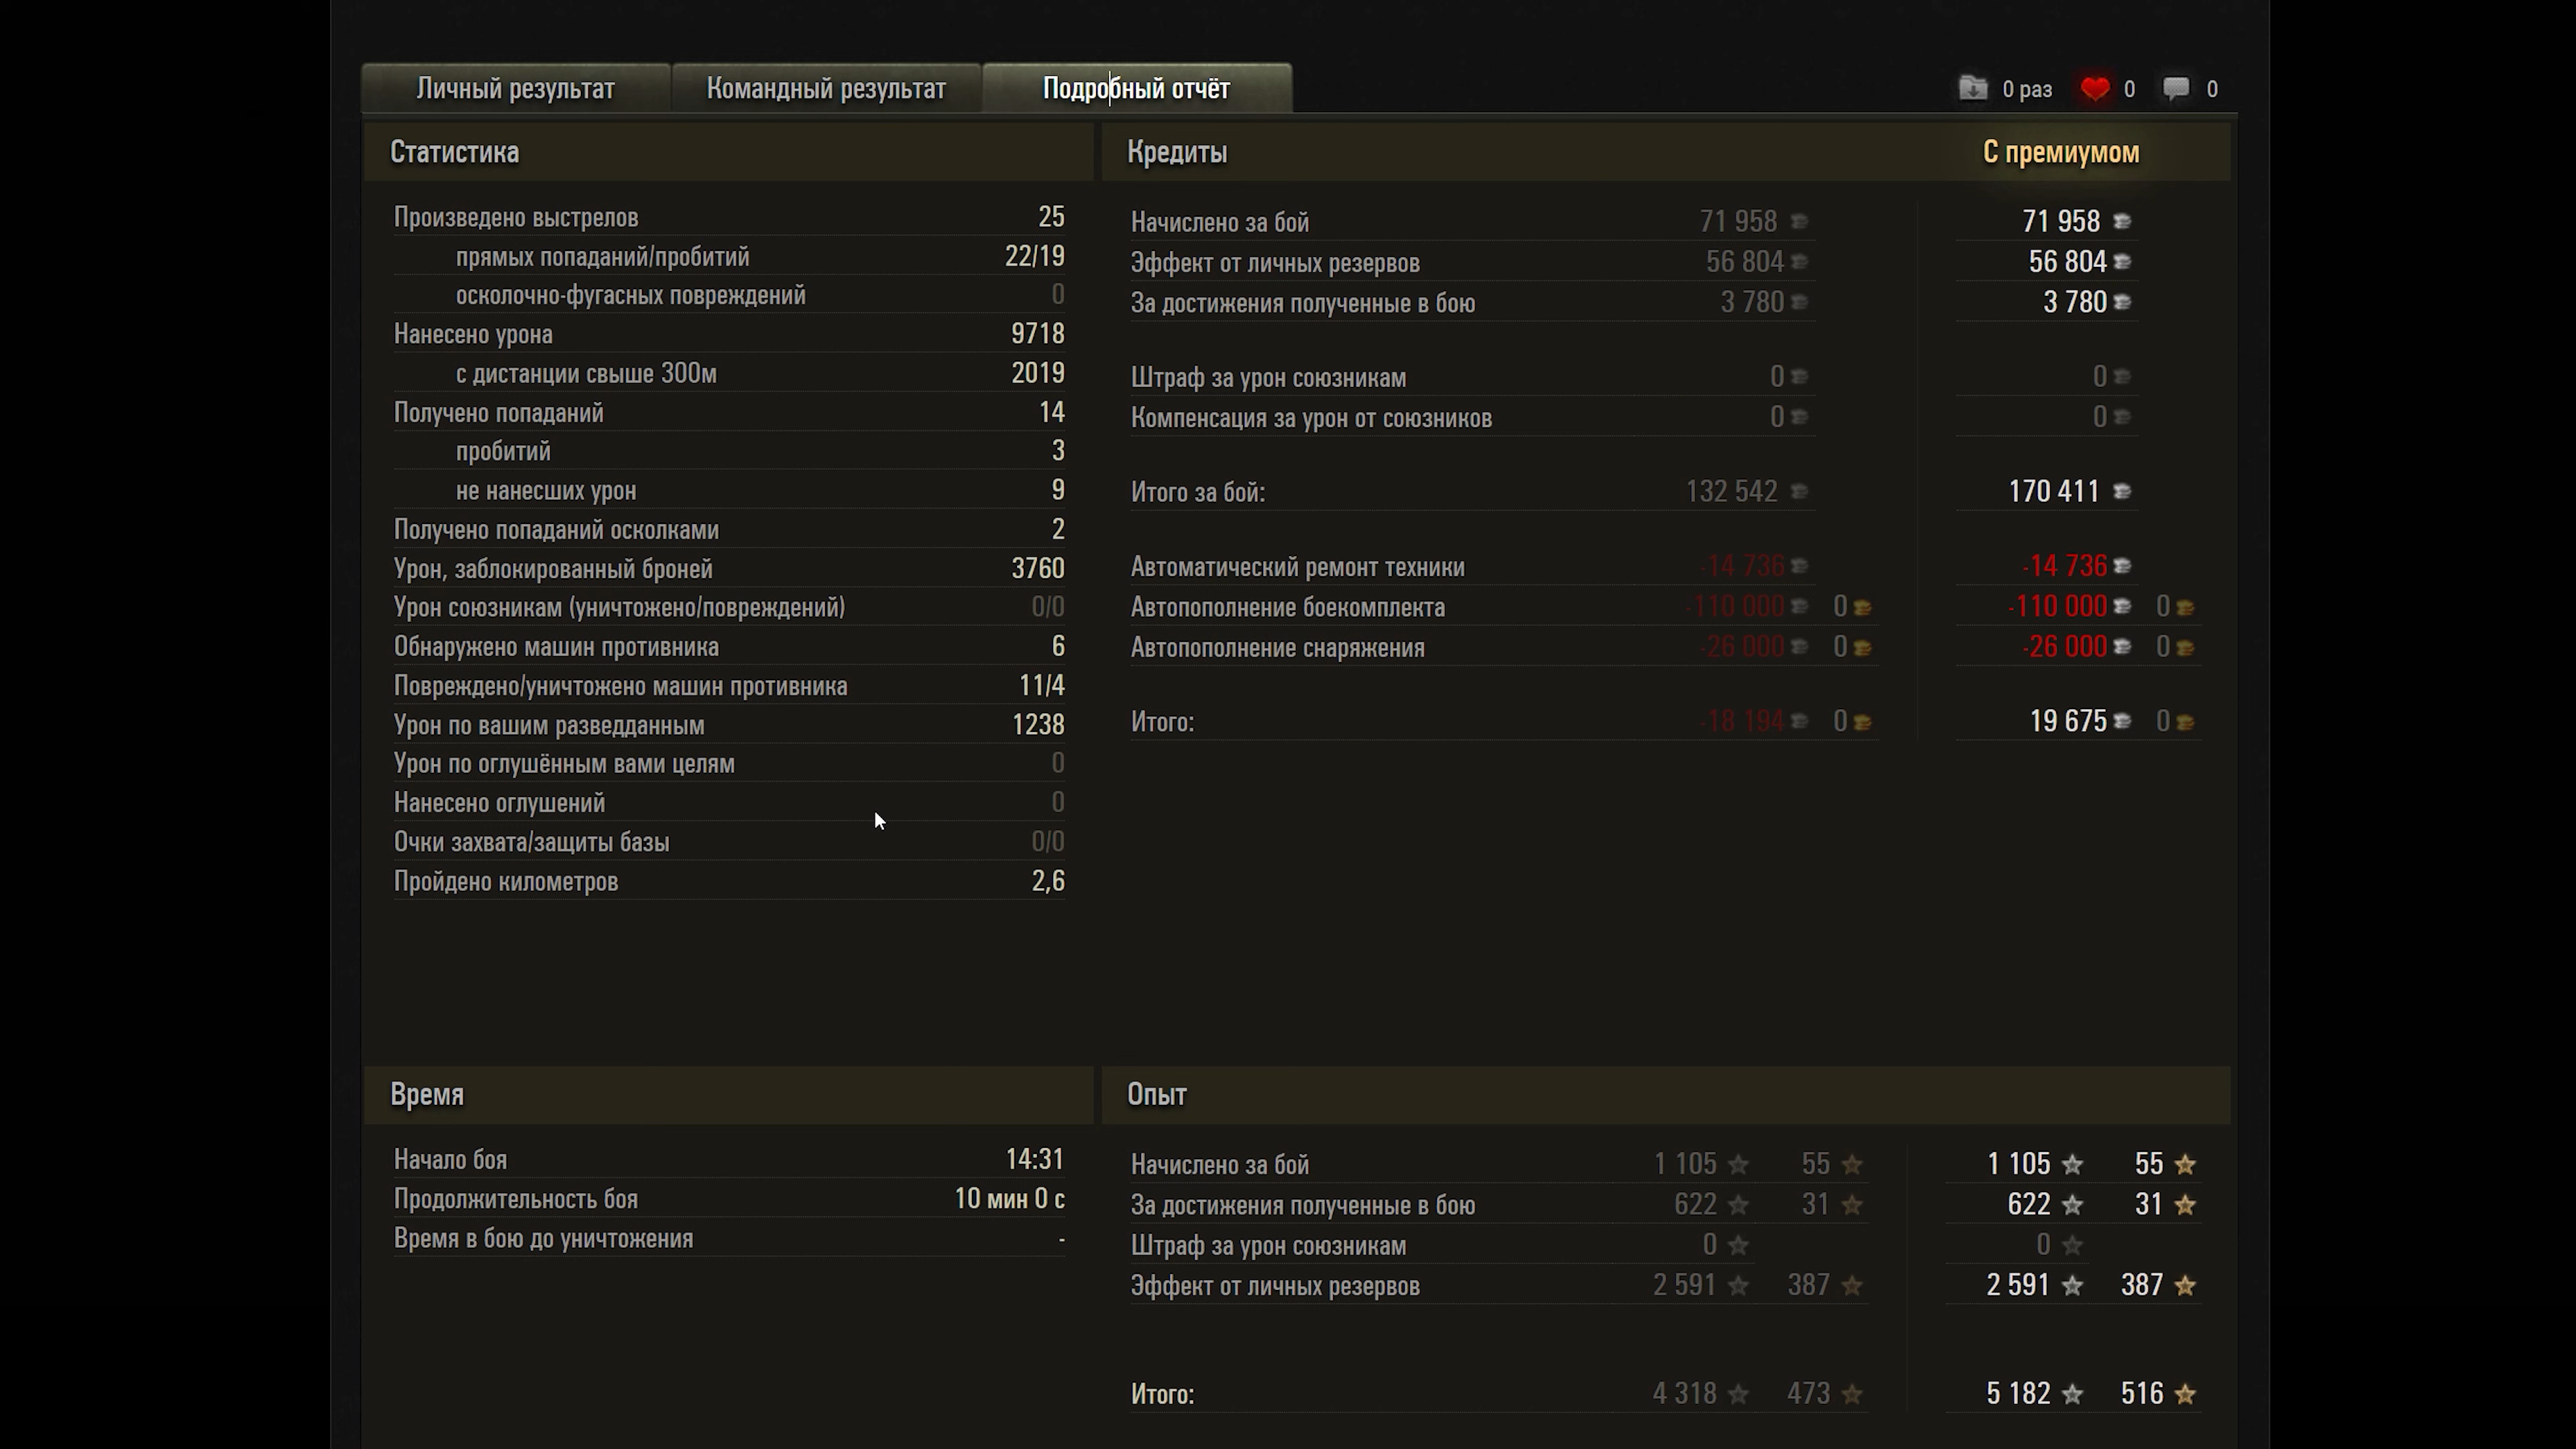 Личный результат Командный результат Подробный отчёт 0 раз 0 0
Статистика
Произведено выстрелов 25
прямых попаданий/пробитий 22/19
осколочно-фугасных повреждений 0
Нанесено урона 9718
с дистанции свыше 300м 2019
Получено попаданий 14
пробитий 3
не нанесших урон 9
Получено попаданий осколками 2
Урон, заблокированный броней 3760
Урон союзникам (уничтожено/повреждений) 0/0
Обнаружено машин противника 6
Повреждено/уничтожено машин противника 11/4
Урон по вашим разведданным 1238
Урон по оглушённым вами целям 0
Нанесено оглушений 0
Очки захвата/защиты базы 0/0
Пройдено километров 2,6
Кредиты С премиумом
Начислено за бой 71 958 71 958
Эффект от личных резервов 56 804 56 804
За достижения полученные в бою 3 780 3 780
Штраф за урон союзникам 0 0
Компенсация за урон от союзников 0 0
Итого за бой: 132 542 170 411
Автоматический ремонт техники -14 736 -14 736
Автопополнение боекомплекта -110 000 0 -110 000 0
Автопополнение снаряжения -26 000 0 -26 000 0
Итого: -18 194 0 19 675 0
Время
Начало боя 14:31
Продолжительность боя 10 мин 0 с
Время в бою до уничтожения -
Опыт
Начислено за бой 1 105 55 1 105 55
За достижения полученные в бою 622 31 622 31
Штраф за урон союзникам 0 0
Эффект от личных резервов 2 591 387 2 591 387
Итого: 4 318 473 5 182 516